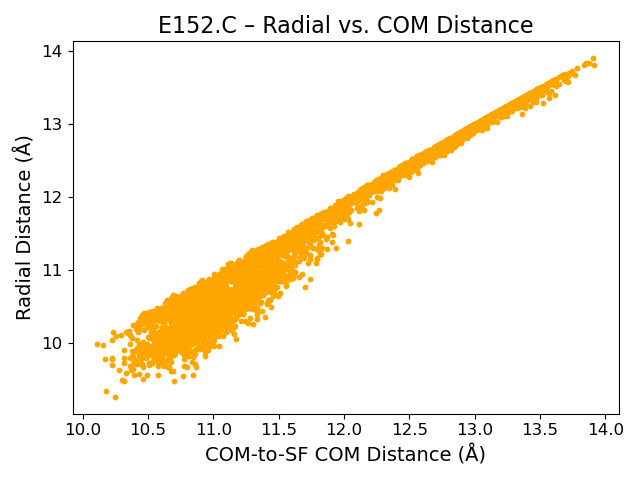 E152.C – Radial vs. COM Distance
14
13
12
11
10
Radial Distance (Å)
10.0 10.5 11.0 11.5 12.0 12.5 13.0 13.5 14.0
COM-to-SF COM Distance (Å)